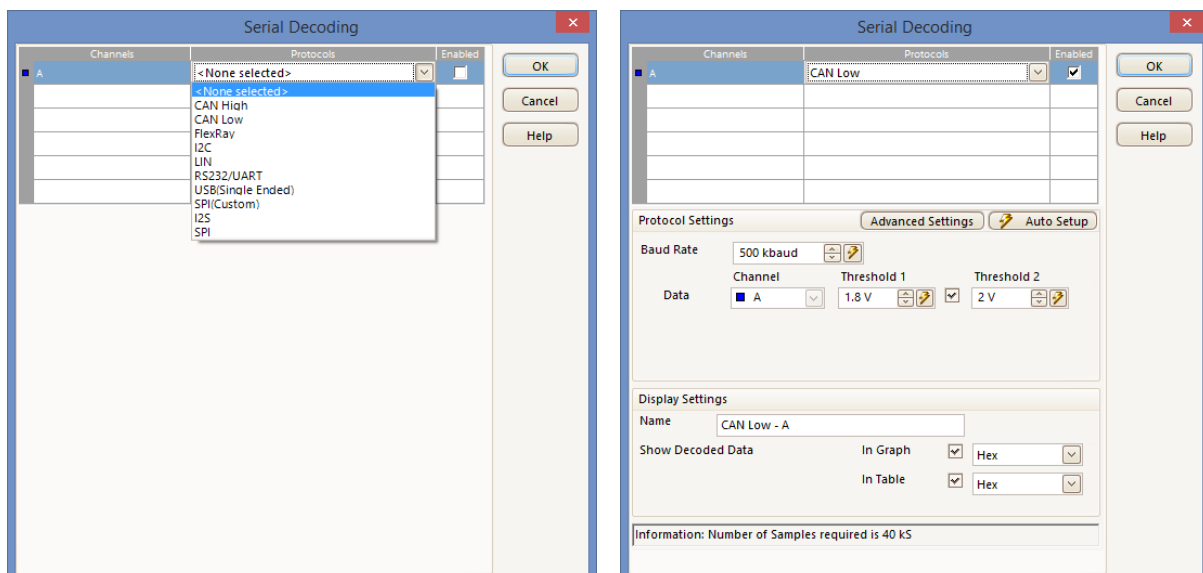 Serial Decoding
Channels Protocols Enabled
A <None selected>
<None selected>
CAN High
CAN Low
FlexRay
I2C
LIN
RS232/UART
USB(Single Ended)
SPI(Custom)
I2S
SPI
OK
Cancel
Help
Serial Decoding
Channels Protocols Enabled
A CAN Low
OK
Cancel
Help
Protocol Settings Advanced Settings Auto Setup
Baud Rate 500 kbaud
Channel Threshold 1 Threshold 2
Data A 1.8 V 2 V
Display Settings
Name CAN Low - A
Show Decoded Data In Graph Hex
In Table Hex
Information: Number of Samples required is 40 kS